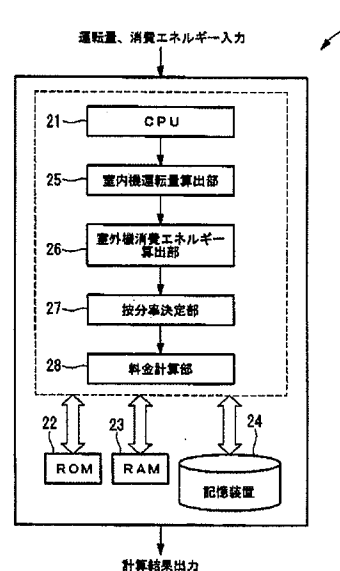 運転量、消費エネルギー入力
21
CPU
25
室内機運転量算出部
26
室外機消費エネルギー
算出部
27
按分率決定部
28
料金計算部
22
ROM
23
RAM
24
記憶装置
計算結果出力